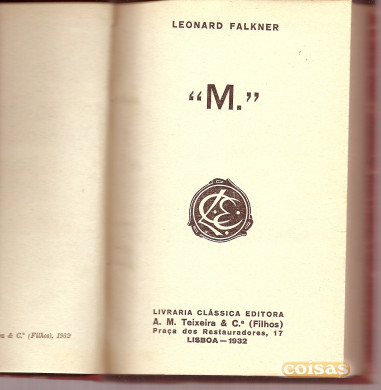 & C.ª (Filhos), 1932
LEONARD FALKNER
"M."
L.C.E.
LIVRARIA CLÁSSICA EDITORA
A. M. Teixeira & C.ª (Filhos)
Praça dos Restauradores, 17
LISBOA — 1932
coisas